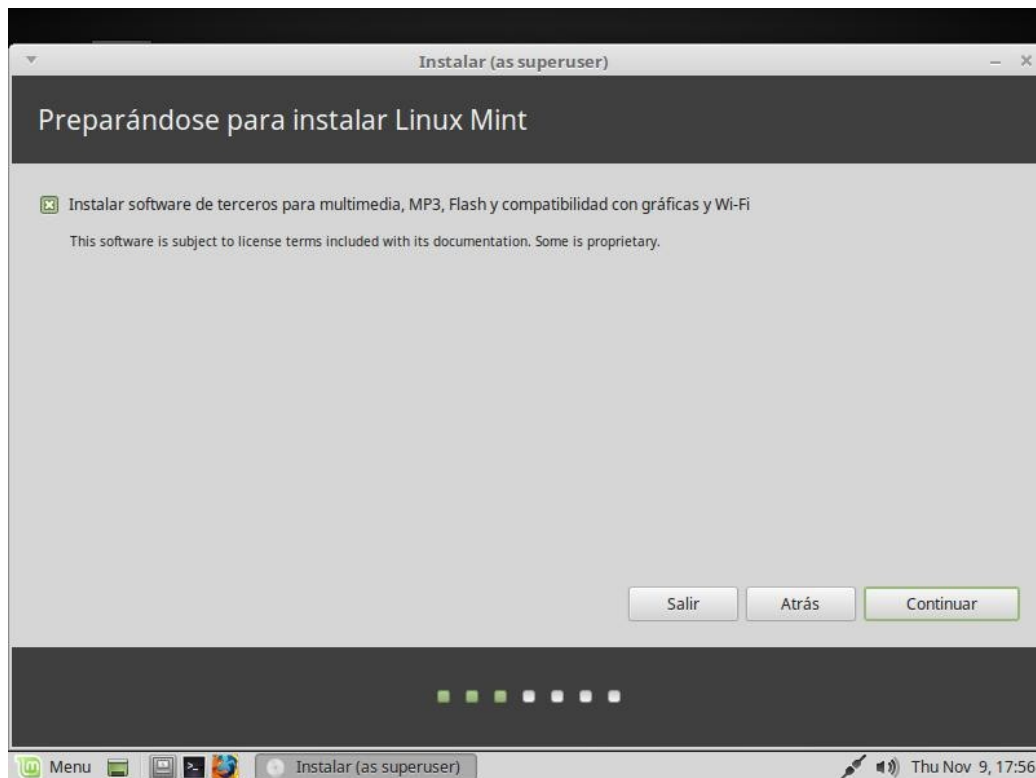 Instalar (as superuser)
Preparándose para instalar Linux Mint
Instalar software de terceros para multimedia, MP3, Flash y compatibilidad con gráficas y Wi-Fi
This software is subject to license terms included with its documentation. Some is proprietary.
Salir Atrás Continuar
Menu Instalar (as superuser) Thu Nov 9, 17:56